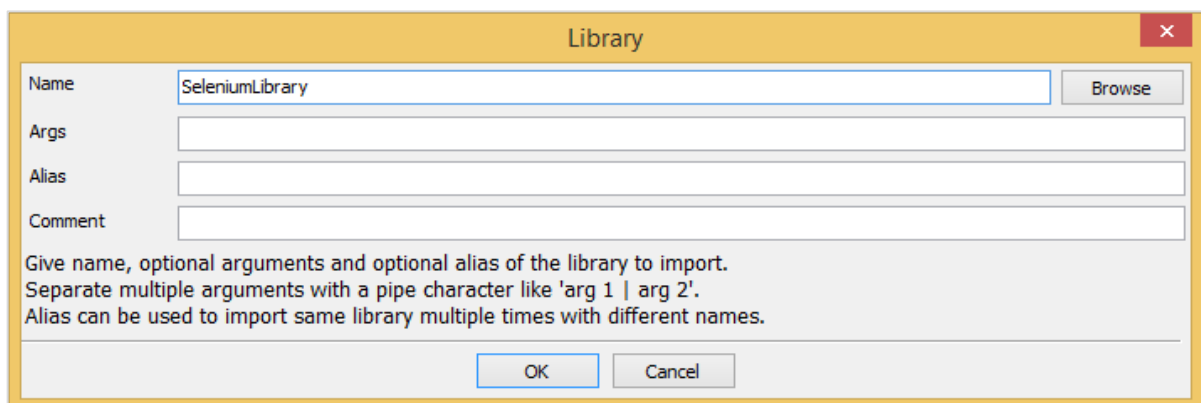 Library
Name SeleniumLibrary Browse
Args
Alias
Comment
Give name, optional arguments and optional alias of the library to import.
Separate multiple arguments with a pipe character like 'arg 1 | arg 2'.
Alias can be used to import same library multiple times with different names.
OK Cancel